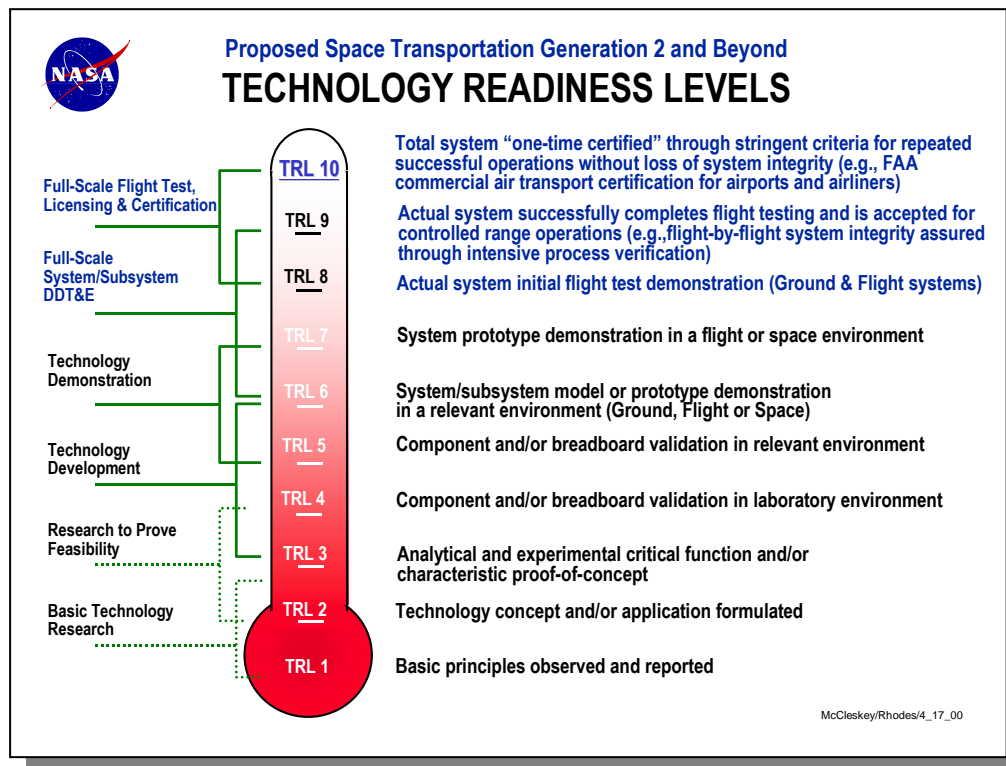 NASA
Proposed Space Transportation Generation 2 and Beyond
TECHNOLOGY READINESS LEVELS
Full-Scale Flight Test,
Licensing & Certification
Full-Scale
System/Subsystem
DDT&E
Technology
Demonstration
Technology
Development
Research to Prove
Feasibility
Basic Technology
Research
TRL 10
Total system “one-time certified” through stringent criteria for repeated
successful operations without loss of system integrity (e.g., FAA
commercial air transport certification for airports and airliners)
TRL 9
Actual system successfully completes flight testing and is accepted for
controlled range operations (e.g.,flight-by-flight system integrity assured
through intensive process verification)
TRL 8
Actual system initial flight test demonstration (Ground & Flight systems)
TRL 7
System prototype demonstration in a flight or space environment
TRL 6
System/subsystem model or prototype demonstration
in a relevant environment (Ground, Flight or Space)
TRL 5
Component and/or breadboard validation in relevant environment
TRL 4
Component and/or breadboard validation in laboratory environment
TRL 3
Analytical and experimental critical function and/or
characteristic proof-of-concept
TRL 2
Technology concept and/or application formulated
TRL 1
Basic principles observed and reported
McCleskey/Rhodes/4_17_00